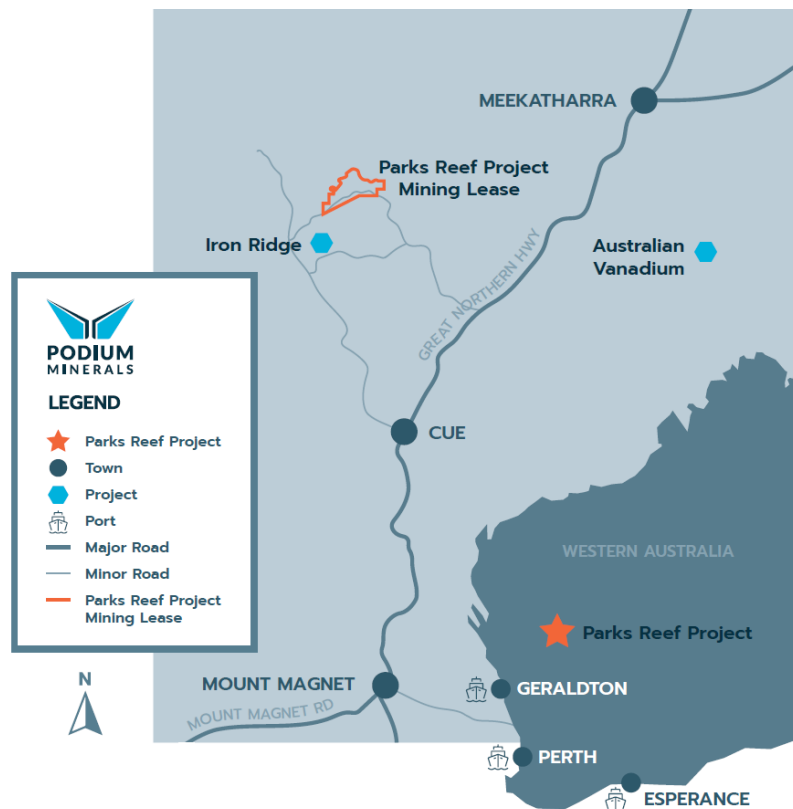 MEEKATHARRA
Parks Reef Project
Mining Lease
Iron Ridge
Australian
Vanadium
GREAT NORTHERN HWY
CUE
PODIUM
MINERALS
LEGEND
Parks Reef Project
Town
Project
Port
Major Road
Minor Road
Parks Reef Project
Mining Lease
N
MOUNT MAGNET
MOUNT MAGNET RD
WESTERN AUSTRALIA
Parks Reef Project
GERALDTON
PERTH
ESPERANCE